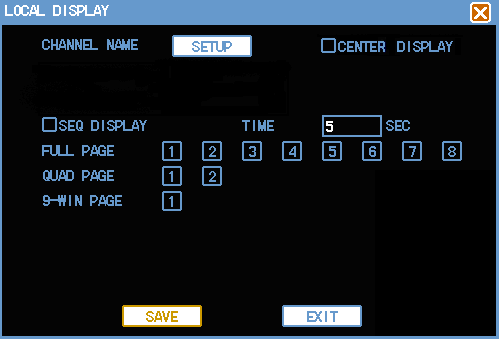 LOCAL DISPLAY
CHANNEL NAME SETUP CENTER DISPLAY
SEQ DISPLAY TIME 5 SEC
FULL PAGE 1 2 3 4 5 6 7 8
QUAD PAGE 1 2
9-WIN PAGE 1
SAVE EXIT